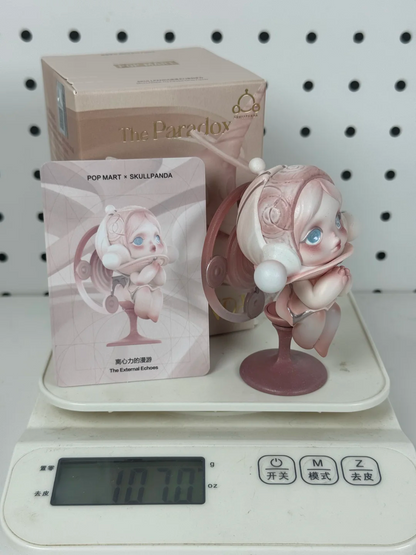 The Paradox
POP MART × SKULLPANDA
离心力的漫游
The External Echoes
重零
去皮
107.0
g
oz
开关
M
模式
Z
去皮